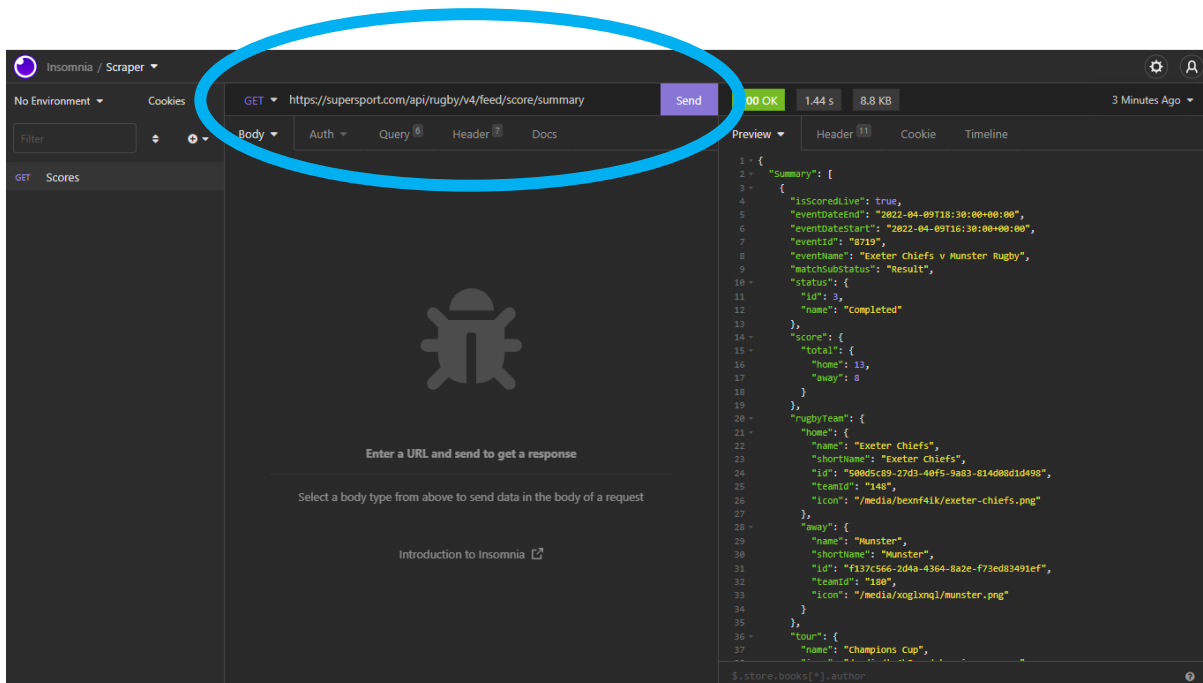 Insomnia / Scraper
No Environment
Cookies
Filter
GET Scores
GET https://supersport.com/api/rugby/v4/feed/score/summary Send
Body Auth Query 6 Header 7 Docs
Enter a URL and send to get a response
Select a body type from above to send data in the body of a request
Introduction to Insomnia
00 OK 1.44 s 8.8 KB 3 Minutes Ago
Preview Header 11 Cookie Timeline
1 {
2 "Summary": [
3 {
4 "isScoredLive": true,
5 "eventDateEnd": "2022-04-09T18:30:00+00:00",
6 "eventDateStart": "2022-04-09T16:30:00+00:00",
7 "eventId": "8719",
8 "eventName": "Exeter Chiefs v Munster Rugby",
9 "matchSubStatus": "Result",
10 "status": {
11 "id": 3,
12 "name": "Completed"
13 },
14 "score": {
15 "total": {
16 "home": 13,
17 "away": 8
18 }
19 },
20 "rugbyTeam": {
21 "home": {
22 "name": "Exeter Chiefs",
23 "shortName": "Exeter Chiefs",
24 "id": "500d5c89-27d3-40f5-9a83-814d08d1d498",
25 "teamId": "148",
26 "icon": "/media/bexnf4ik/exeter-chiefs.png"
27 },
28 "away": {
29 "name": "Munster",
30 "shortName": "Munster",
31 "id": "f137c566-2d4a-4364-8a2e-f73ed83491ef",
32 "teamId": "180",
33 "icon": "/media/xoglxnql/munster.png"
34 }
35 },
36 "tour": {
37 "name": "Champions Cup",
$.store.books[*].author